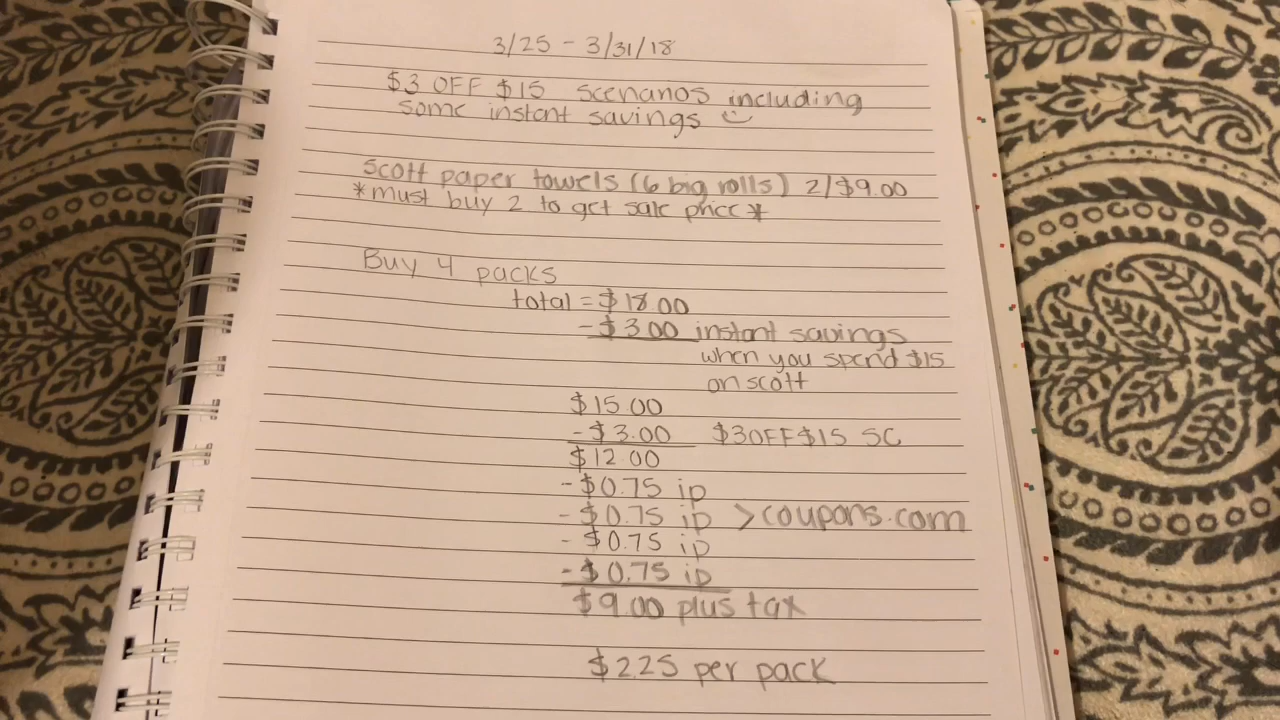 3/25 - 3/31/18
$3 OFF $15 scenarios including
some instant savings
Scott paper towels (6 big rolls) 2/$9.00
*must buy 2 to get sale price*
Buy 4 packs
total = $18.00
- $3.00 instant savings
when you spend $15
on scott
$15.00
- $3.00 $3OFF$15 SC
$12.00
- $0.75 ip
- $0.75 ip >coupons.com
- $0.75 ip
- $0.75 ip
$9.00 plus tax
$2.25 per pack